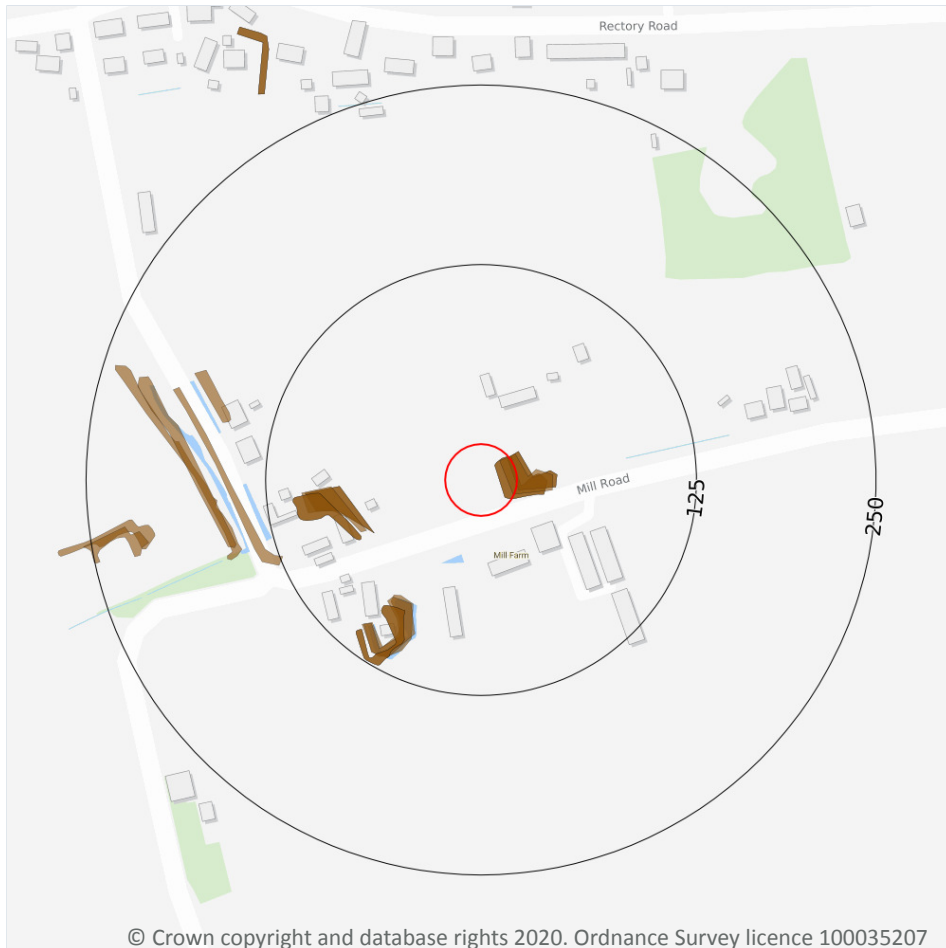 Rectory Road
Mill Road
125
250
Mill Farm
© Crown copyright and database rights 2020. Ordnance Survey licence 100035207